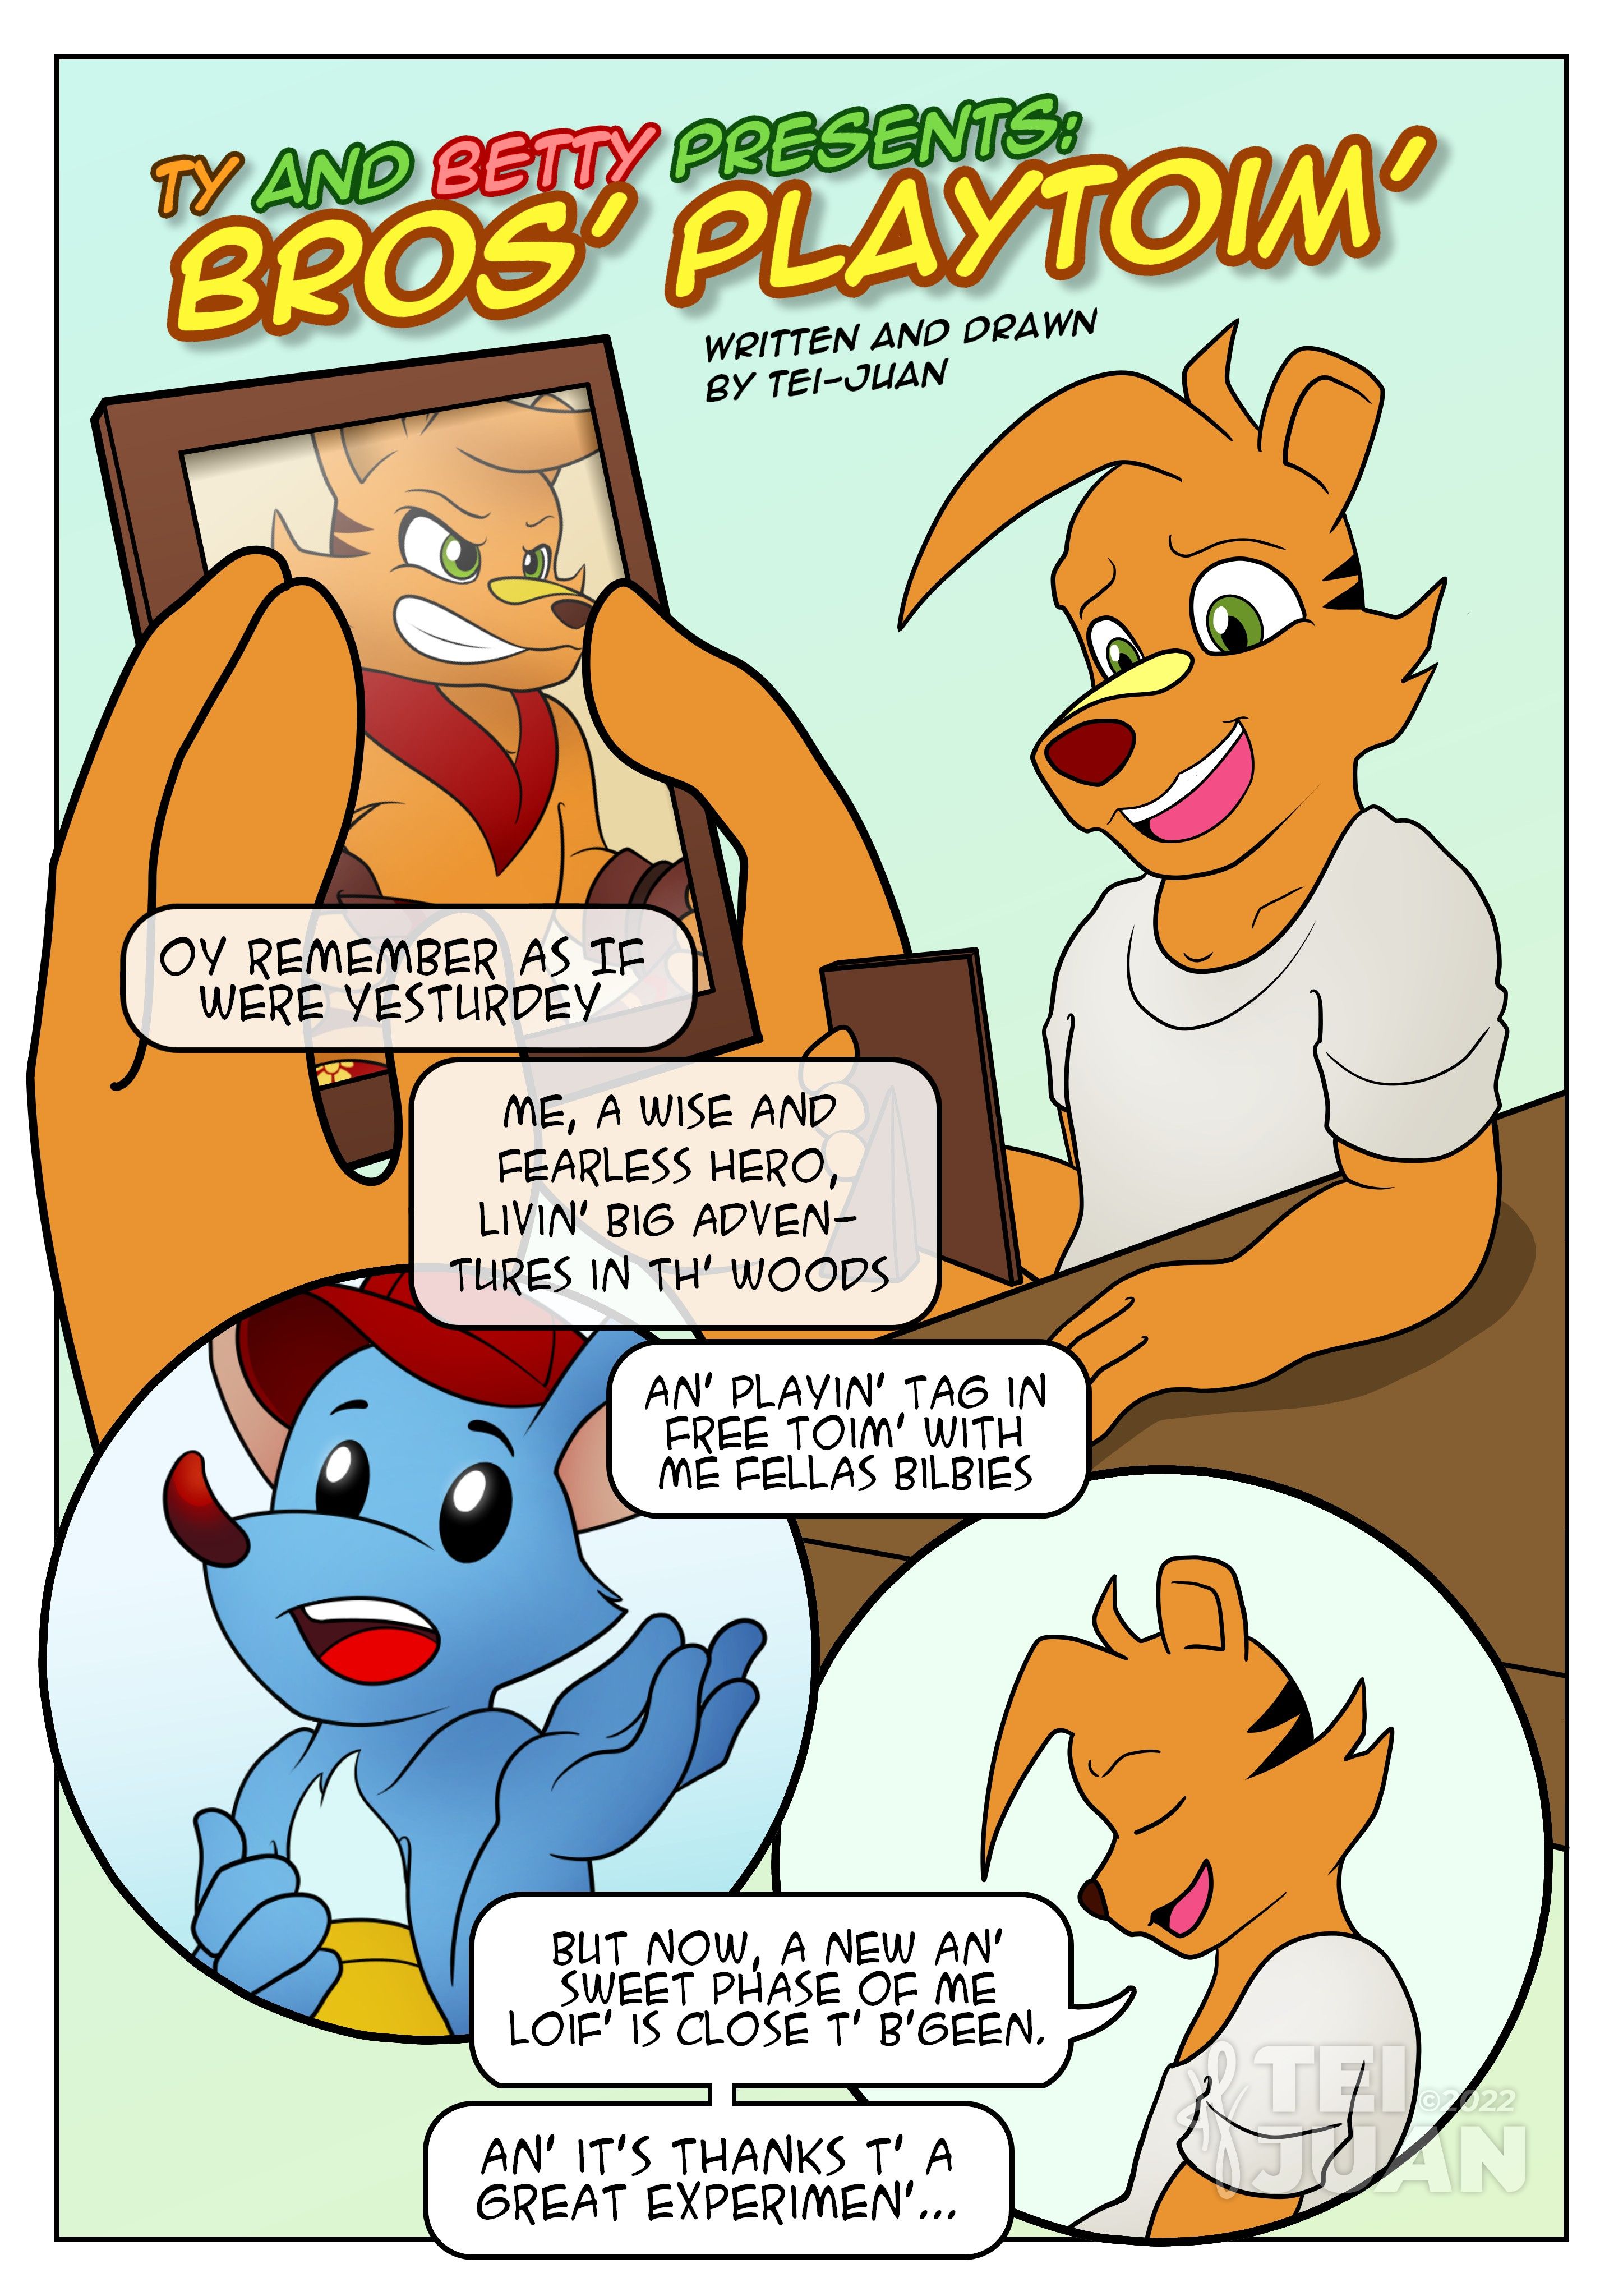 TY AND BETTY PRESENTS:
BROS' PLAYTOIM'
WRITTEN AND DRAWN
BY TEI-JUAN
OY REMEMBER AS IF
WERE YESTURDEY
ME, A WISE AND
FEARLESS HERO,
LIVIN' BIG ADVEN-
TURES IN TH' WOODS
AN' PLAYIN' TAG IN
FREE TOIM' WITH
ME FELLAS BILBIES
BUT NOW, A NEW AN'
SWEET PHASE OF ME
LOIF' IS CLOSE T' B'GEEN.
AN' IT'S THANKS T' A
GREAT EXPERIMEN'...
TEI
©2022
JUAN